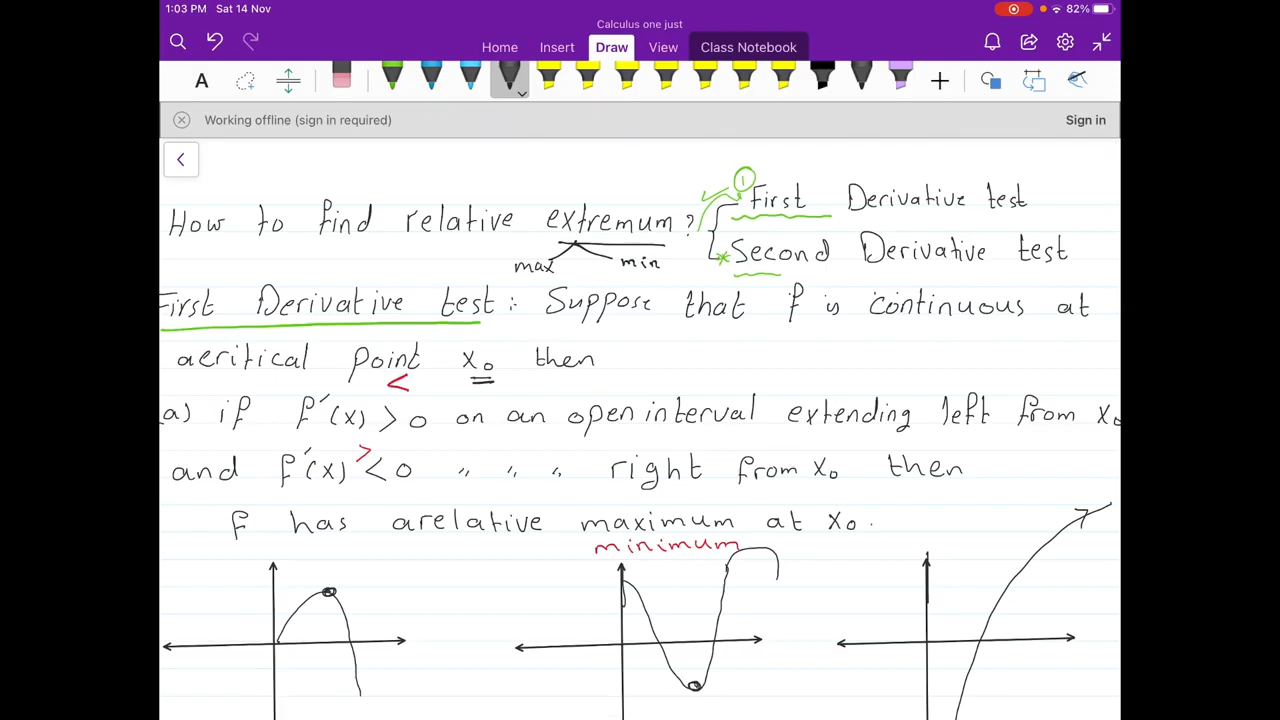 1:03 PM Sat 14 Nov
82%
Calculus one just
Home Insert Draw View Class Notebook
A
Working offline (sign in required) Sign in
1
How to find relative extremum?
First Derivative test
* Second Derivative test
max min
First Derivative test: Suppose that f is continuous at
acritical point x₀ then
<
a) if f′(x) > 0 on an open interval extending left from x₀
>
and f′(x) < 0 " " " right from x₀ then
f has arelative maximum at x₀.
minimum